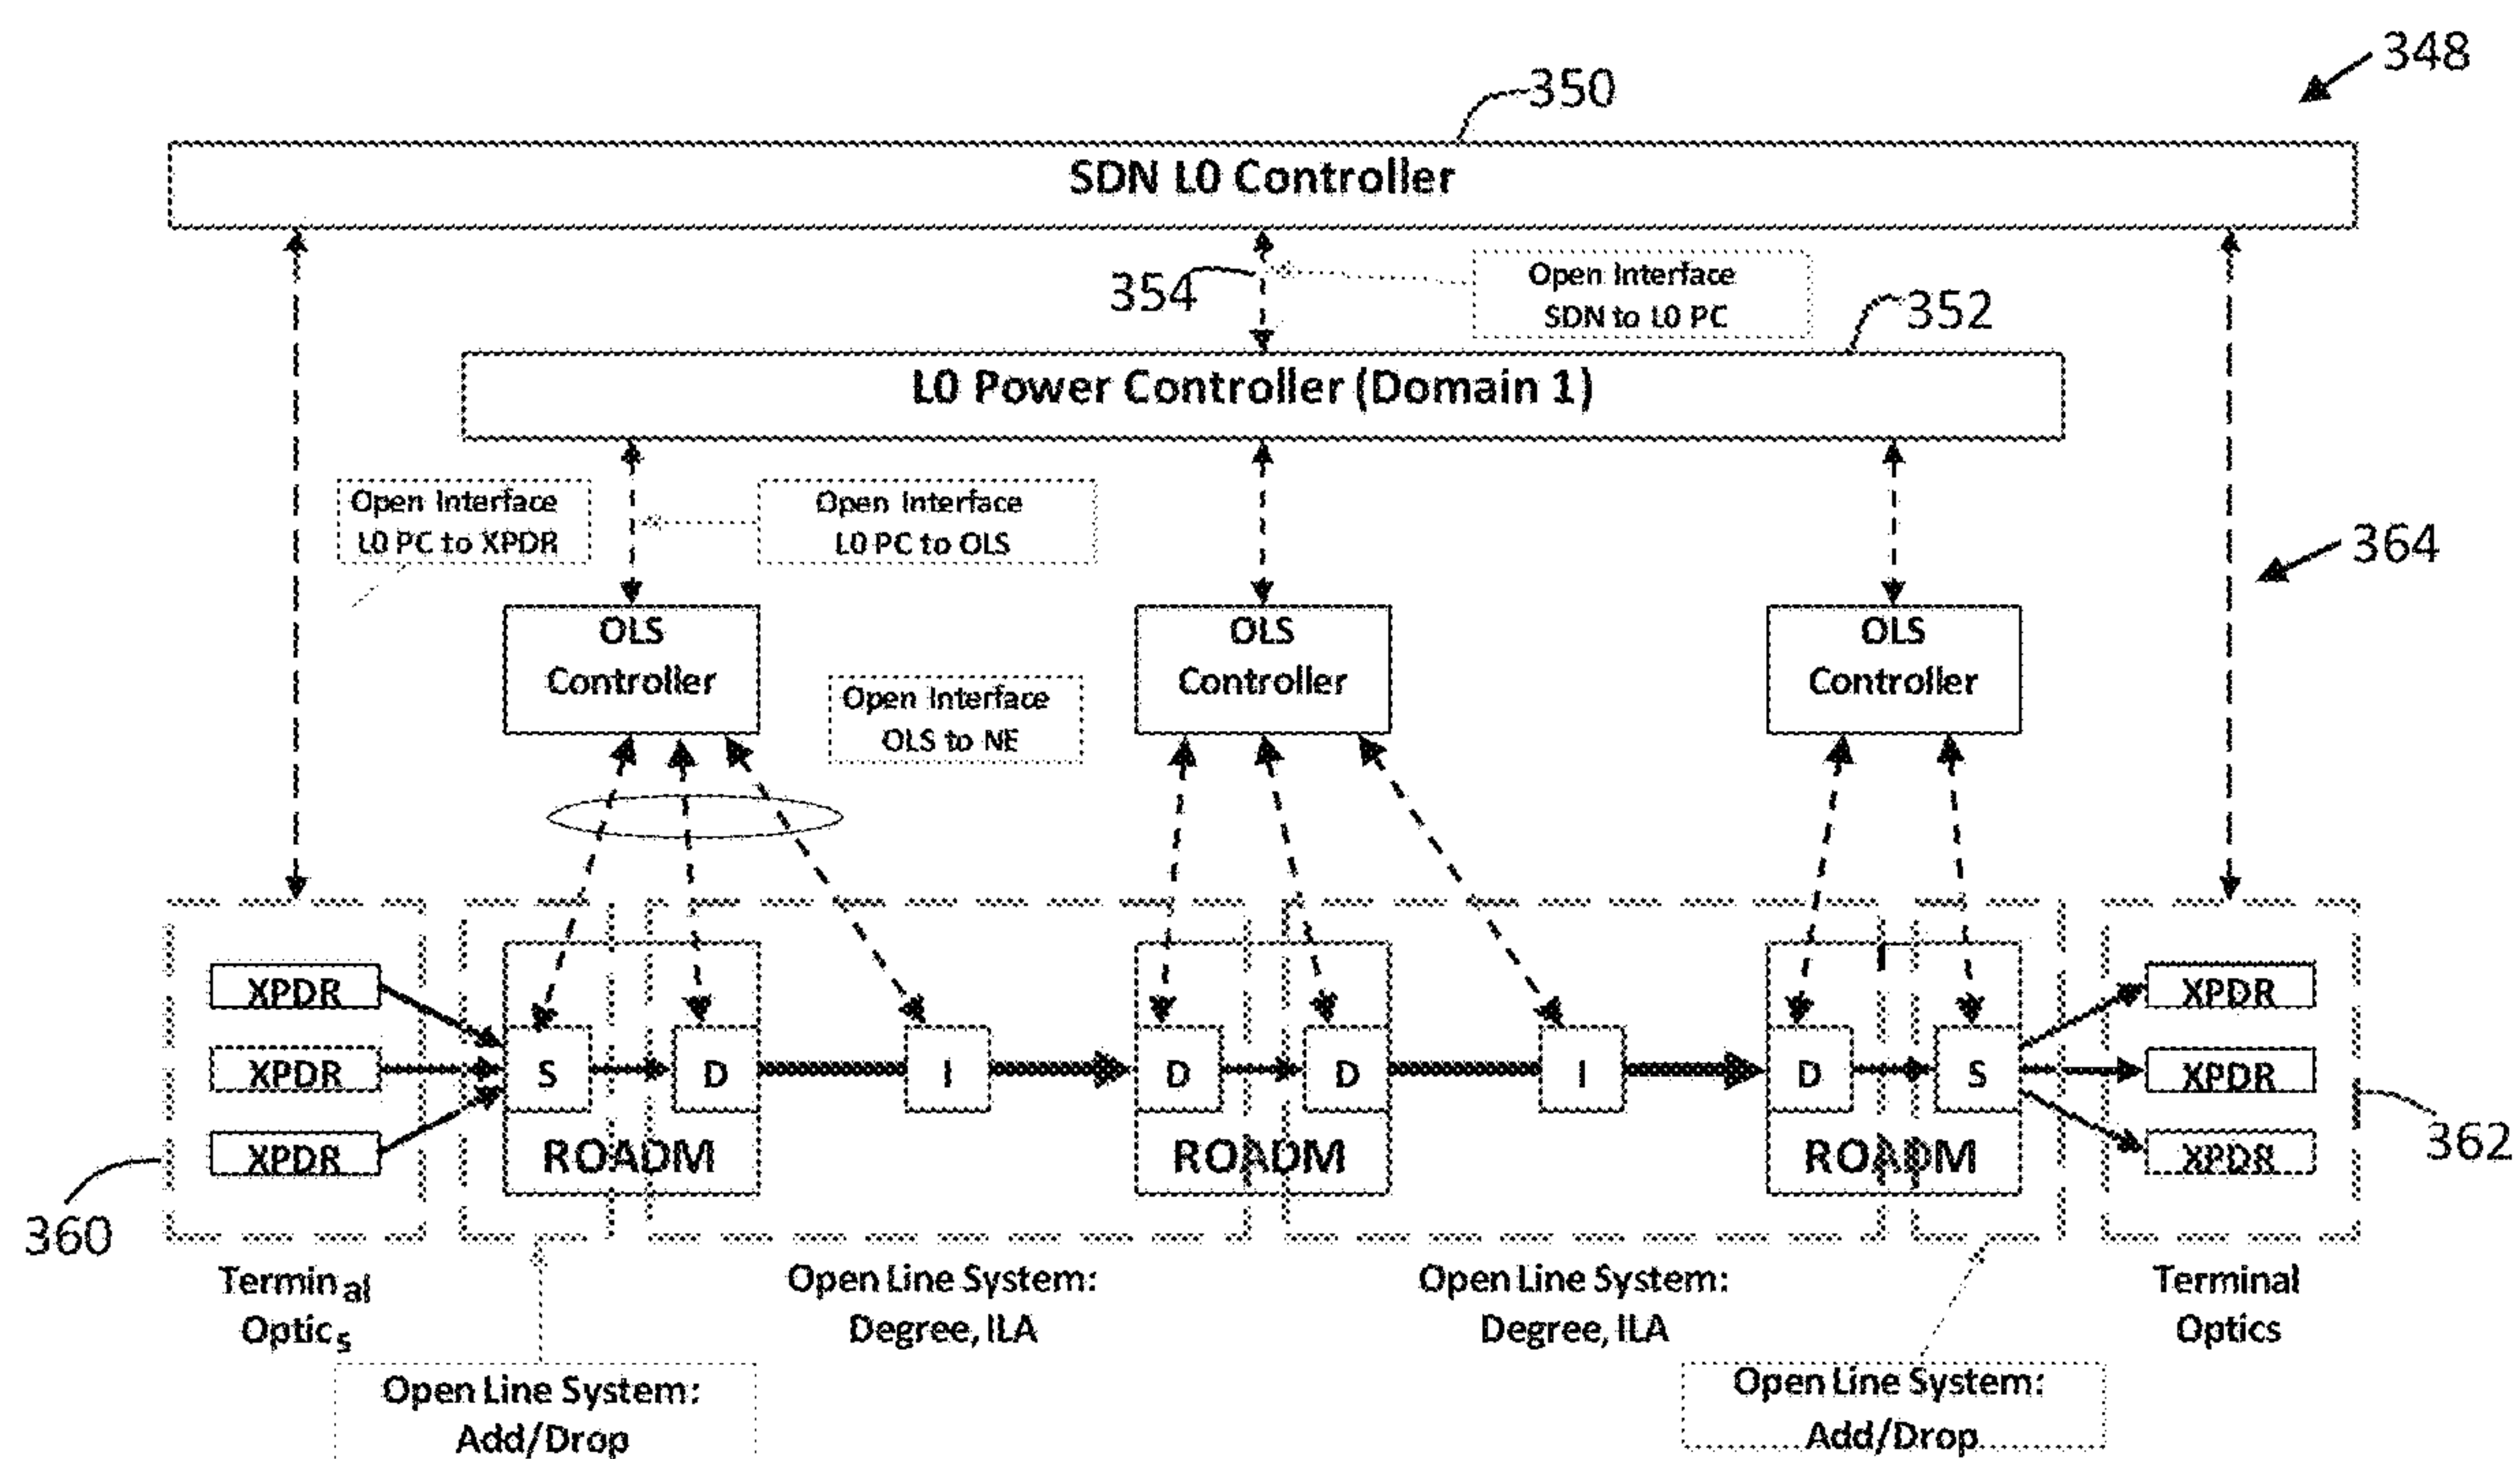 348
350
SDN L0 Controller
354
Open Interface
SDN to L0 PC
352
L0 Power Controller (Domain 1)
Open Interface
L0 PC to XPDR
Open Interface
L0 PC to OLS
364
OLS
Controller
OLS
Controller
OLS
Controller
Open Interface
OLS to NE
XPDR
XPDR
XPDR
S
D
ROADM
I
D
D
ROADM
I
D
S
ROADM
XPDR
XPDR
XPDR
362
360
Terminal
Optics
Open Line System:
Degree, ILA
Open Line System:
Degree, ILA
Terminal
Optics
Open Line System:
Add/Drop
Open Line System:
Add/Drop